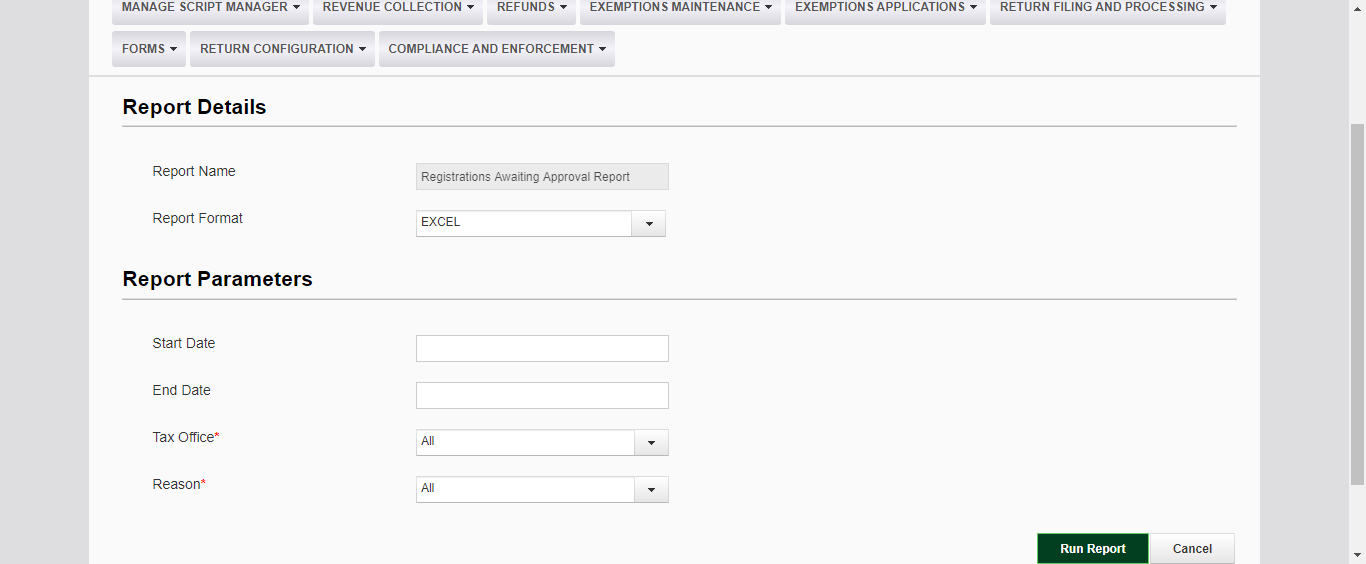 MANAGE SCRIPT MANAGER REVENUE COLLECTION REFUNDS EXEMPTIONS MAINTENANCE EXEMPTIONS APPLICATIONS RETURN FILING AND PROCESSING
FORMS RETURN CONFIGURATION COMPLIANCE AND ENFORCEMENT
Report Details
Report Name Registrations Awaiting Approval Report
Report Format EXCEL
Report Parameters
Start Date
End Date
Tax Office* All
Reason* All
Run Report Cancel